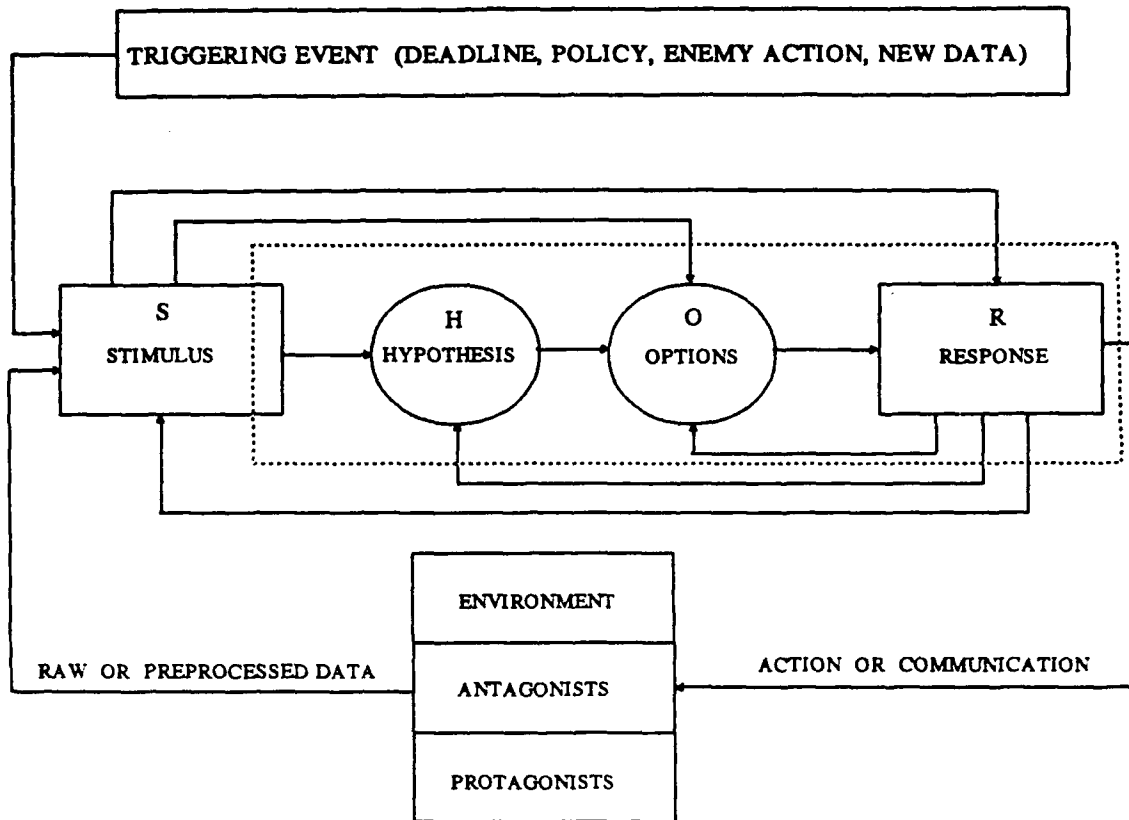 TRIGGERING EVENT (DEADLINE, POLICY, ENEMY ACTION, NEW DATA)
S
STIMULUS
H
HYPOTHESIS
O
OPTIONS
R
RESPONSE
ENVIRONMENT
RAW OR PREPROCESSED DATA
ANTAGONISTS
ACTION OR COMMUNICATION
PROTAGONISTS